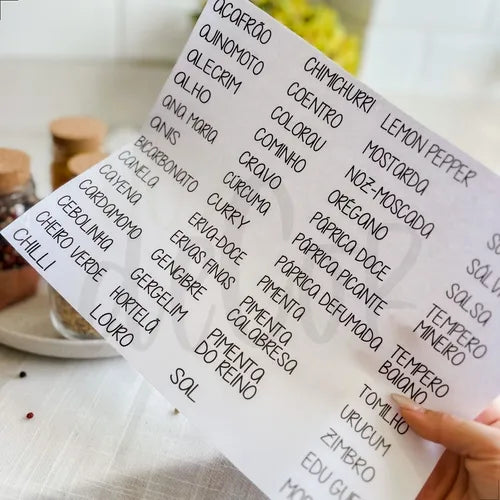 AÇAFRÃO
AJINOMOTO
ALECRIM
ALHO
ANA MARIA
ANIS
BICARBONATO
CANELA
CAYENA
CARDAMOMO
CEBOLINHA
CHEIRO VERDE
CHILLI
CHIMICHURRI
COENTRO
COLORAU
COMINHO
CRAVO
CÚRCUMA
CURRY
ERVA-DOCE
ERVAS FINAS
GENGIBRE
GERGELIM
HORTELÃ
LOURO
LEMON PEPPER
MOSTARDA
NOZ-MOSCADA
ORÉGANO
PÁPRICA DOCE
PÁPRICA PICANTE
PÁPRICA DEFUMADA
PIMENTA
PIMENTA
CALABRESA
PIMENTA
DO REINO
SAL
SALSA
TEMPERO
MINEIRO
TEMPERO
BAIANO
TOMILHO
URUCUM
ZIMBRO
EDU GUE